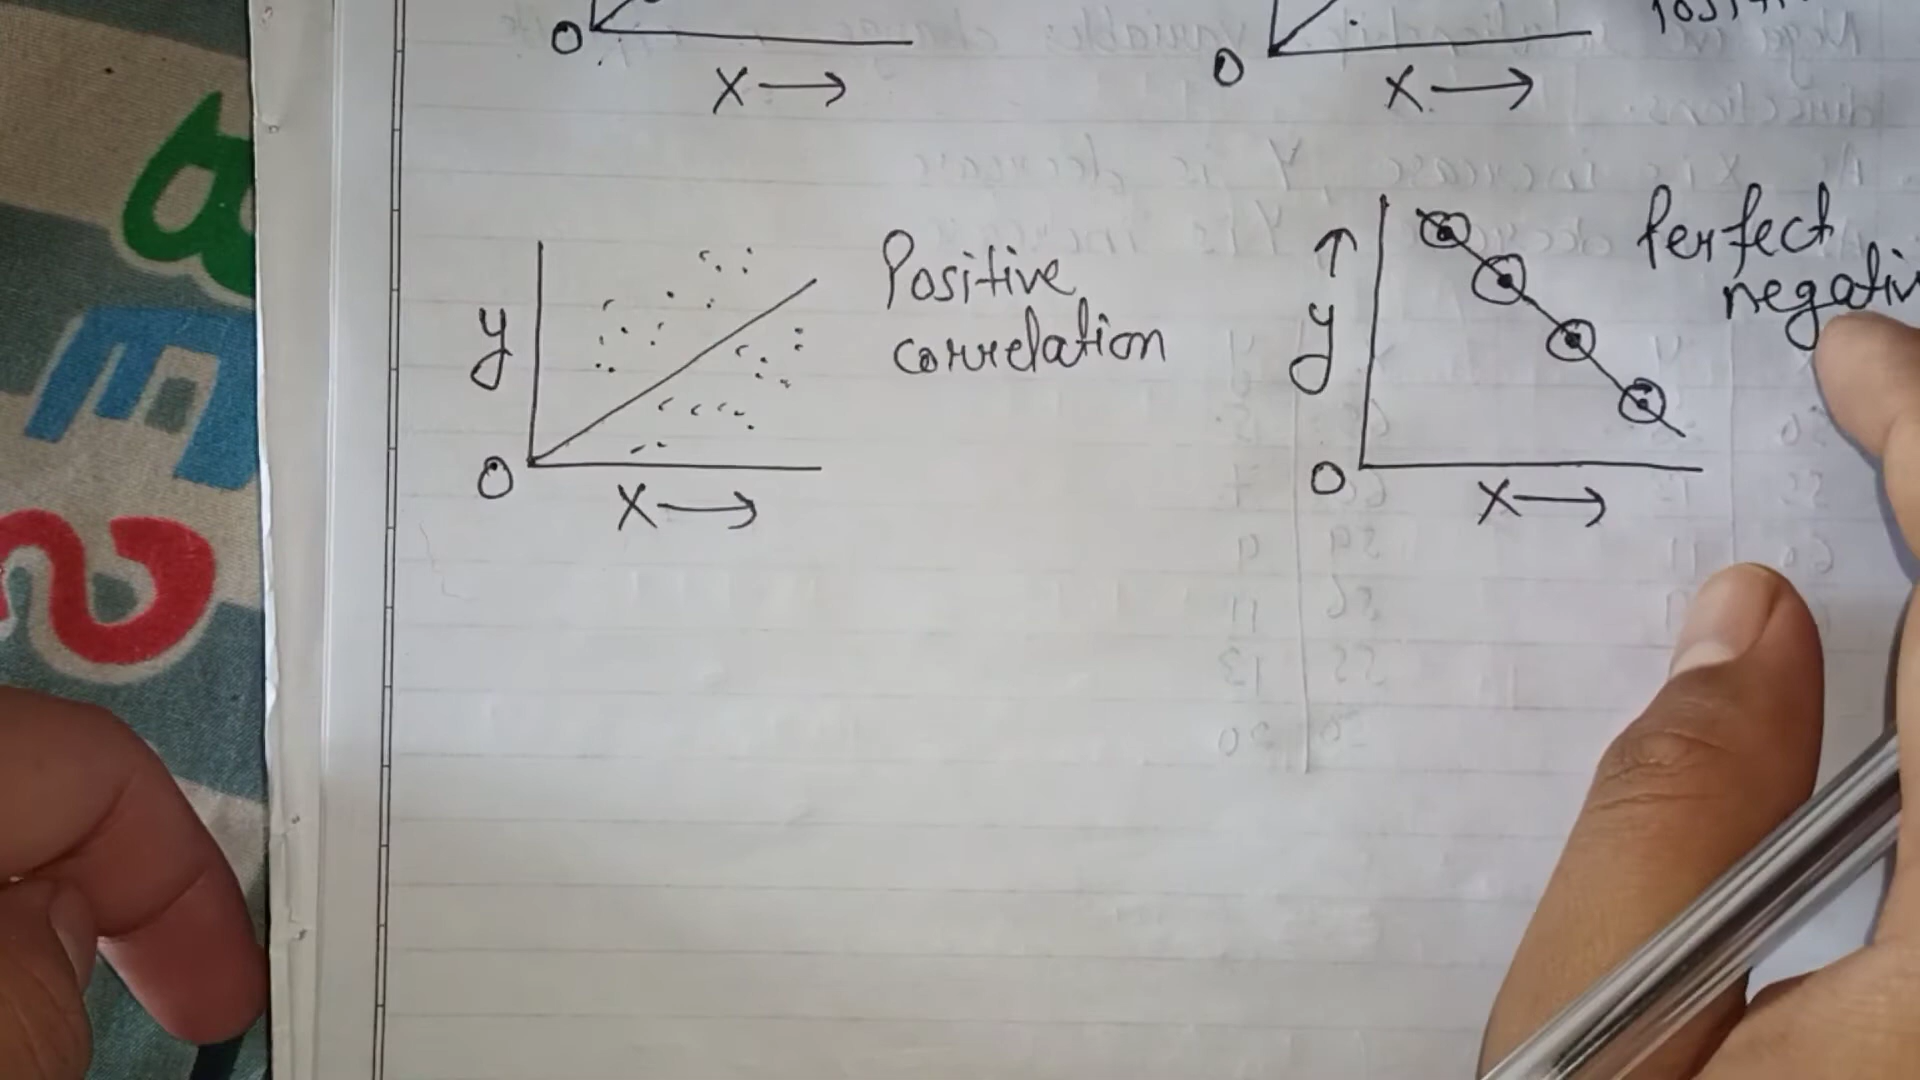 O
X →
O
X →
Positive
correlation
y
O
X →
Perfect
negativ
↑
y
O
X →